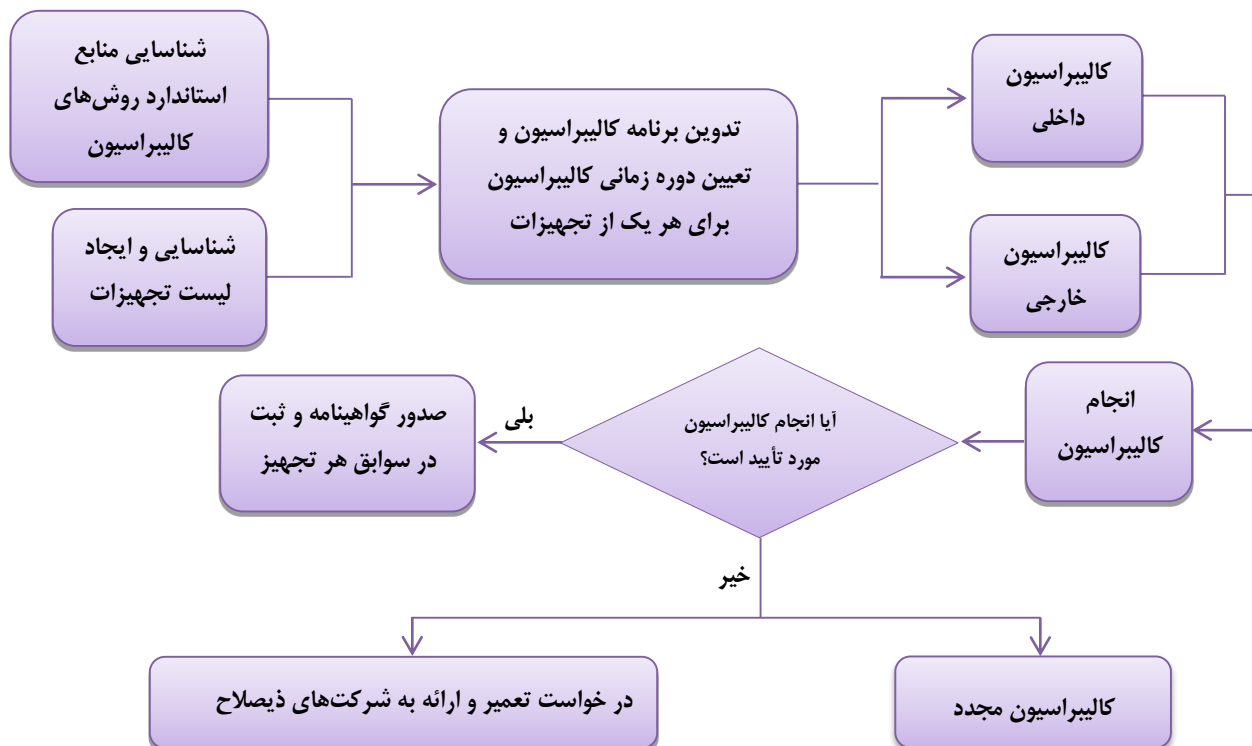 شناسایی منابع
استاندارد روش‌های
کالیبراسیون
شناسایی و ایجاد
لیست تجهیزات
تدوین برنامه کالیبراسیون و
تعیین دوره زمانی کالیبراسیون
برای هر یک از تجهیزات
کالیبراسیون
داخلی
کالیبراسیون
خارجی
انجام
کالیبراسیون
آیا انجام کالیبراسیون
مورد تأیید است؟
بلی
صدور گواهینامه و ثبت
در سوابق هر تجهیز
خیر
کالیبراسیون مجدد
در خواست تعمیر و ارائه به شرکت‌های ذیصلاح